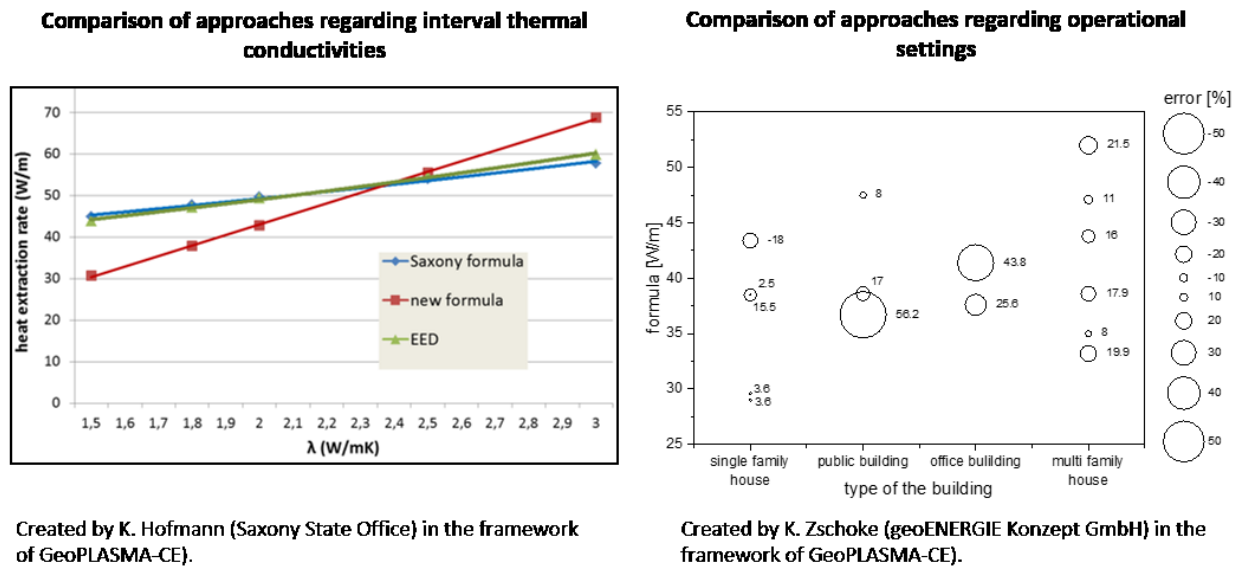 Comparison of approaches regarding interval thermal
conductivities
heat extraction rate (W/m)
70
60
50
40
30
20
10
0
Saxony formula
new formula
EED
1,5 1,6 1,7 1,8 1,9 2 2,1 2,2 2,3 2,4 2,5 2,6 2,7 2,8 2,9 3
λ (W/mK)
Created by K. Hofmann (Saxony State Office) in the framework
of GeoPLASMA-CE).
Comparison of approaches regarding operational
settings
formula [W/m]
55
50
45
40
35
30
25
-18
2.5
15.5
3.6
3.6
8
17
56.2
43.8
25.6
21.5
11
16
17.9
8
19.9
single family
house
public building
office bulilding
multi family
house
type of the building
error [%]
-50
-40
-30
-20
-10
10
20
30
40
50
Created by K. Zschoke (geoENERGIE Konzept GmbH) in the
framework of GeoPLASMA-CE).